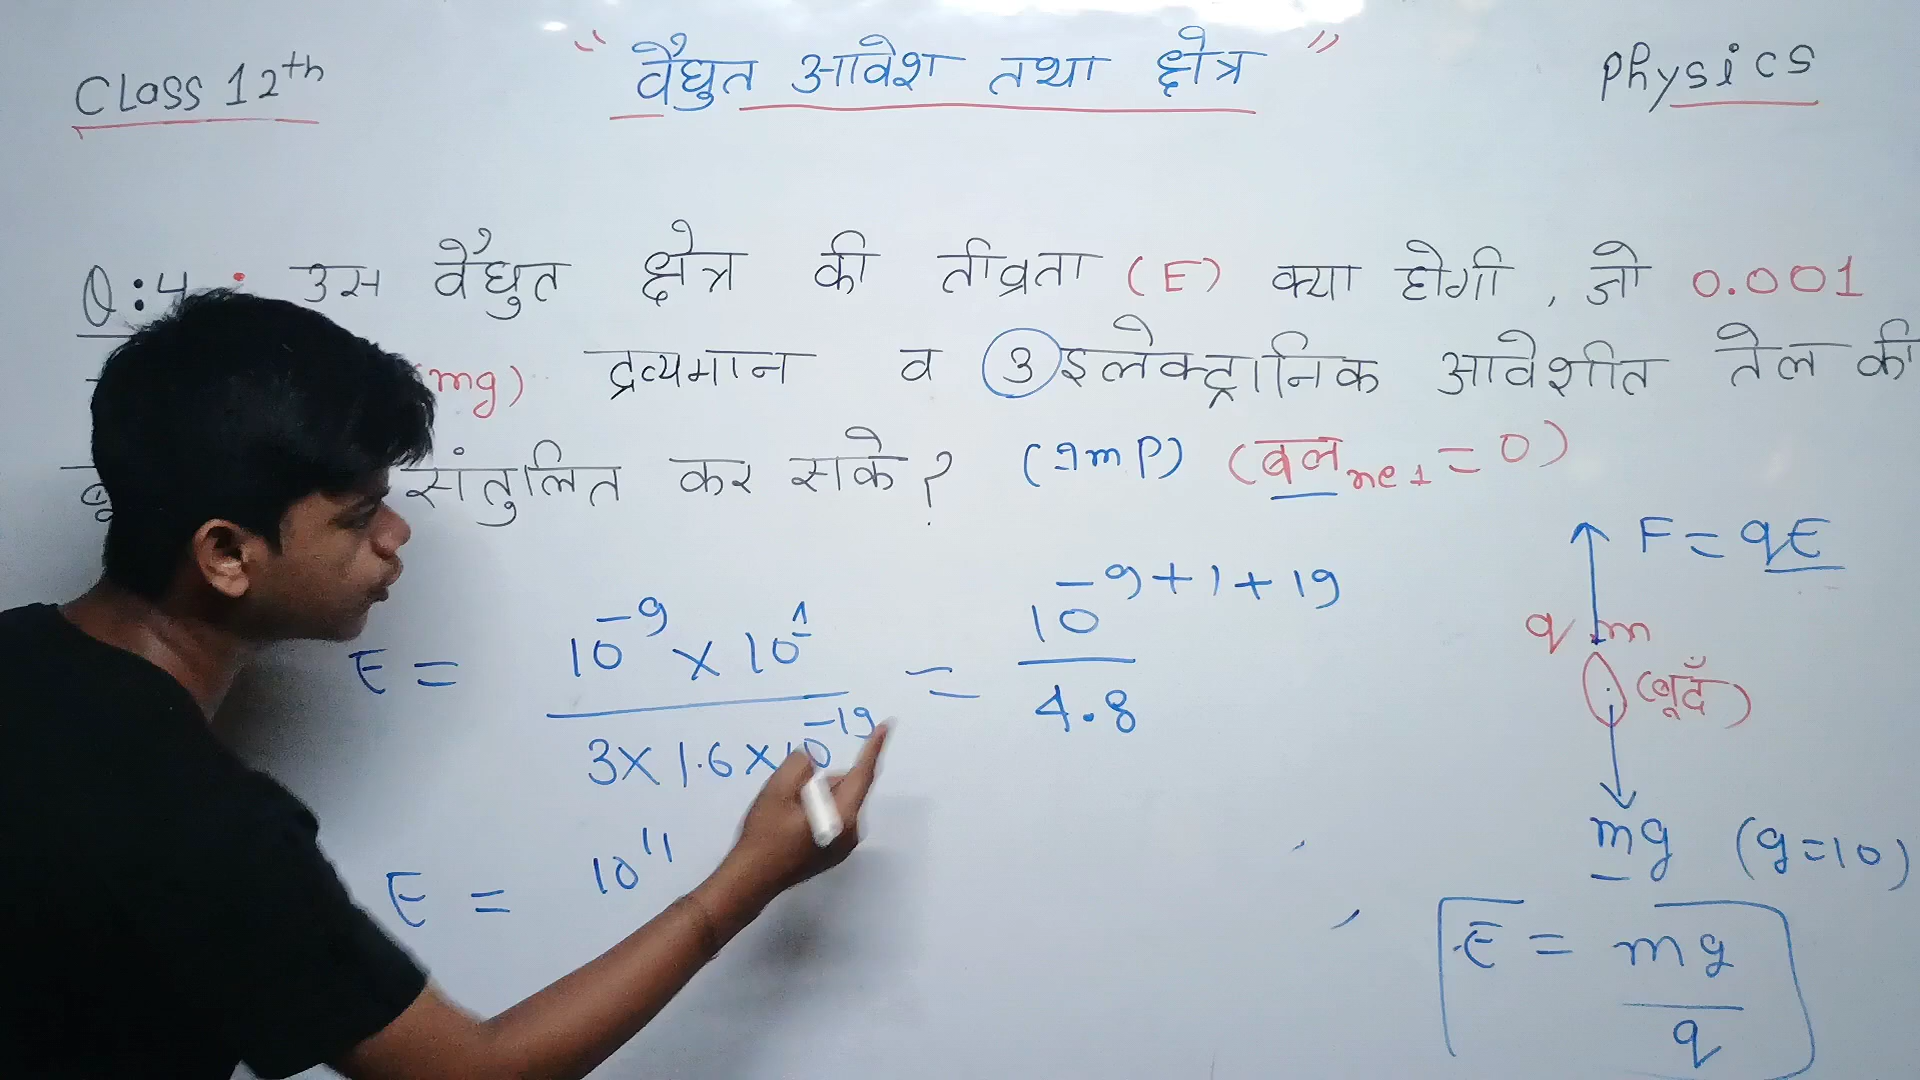 Class 12th
" वैधुत आवेश तथा क्षेत्र "
Physics
Q:4 : उस वैधुत क्षेत्र की तीव्रता (E) क्या होगी , जो 0.001
(mg) द्रव्यमान व 3 इलेक्ट्रानिक आवेशीत तेल की
संतुलित कर सके ? (Imp) (बल net = 0)
F = qE
E = 10^-9 × 10^1 / 3×1.6×10^-19 = 10^-9+1+19 / 4.8
q m
(बूदँ)
E = 10^11
mg (g=10)
E = mg / q